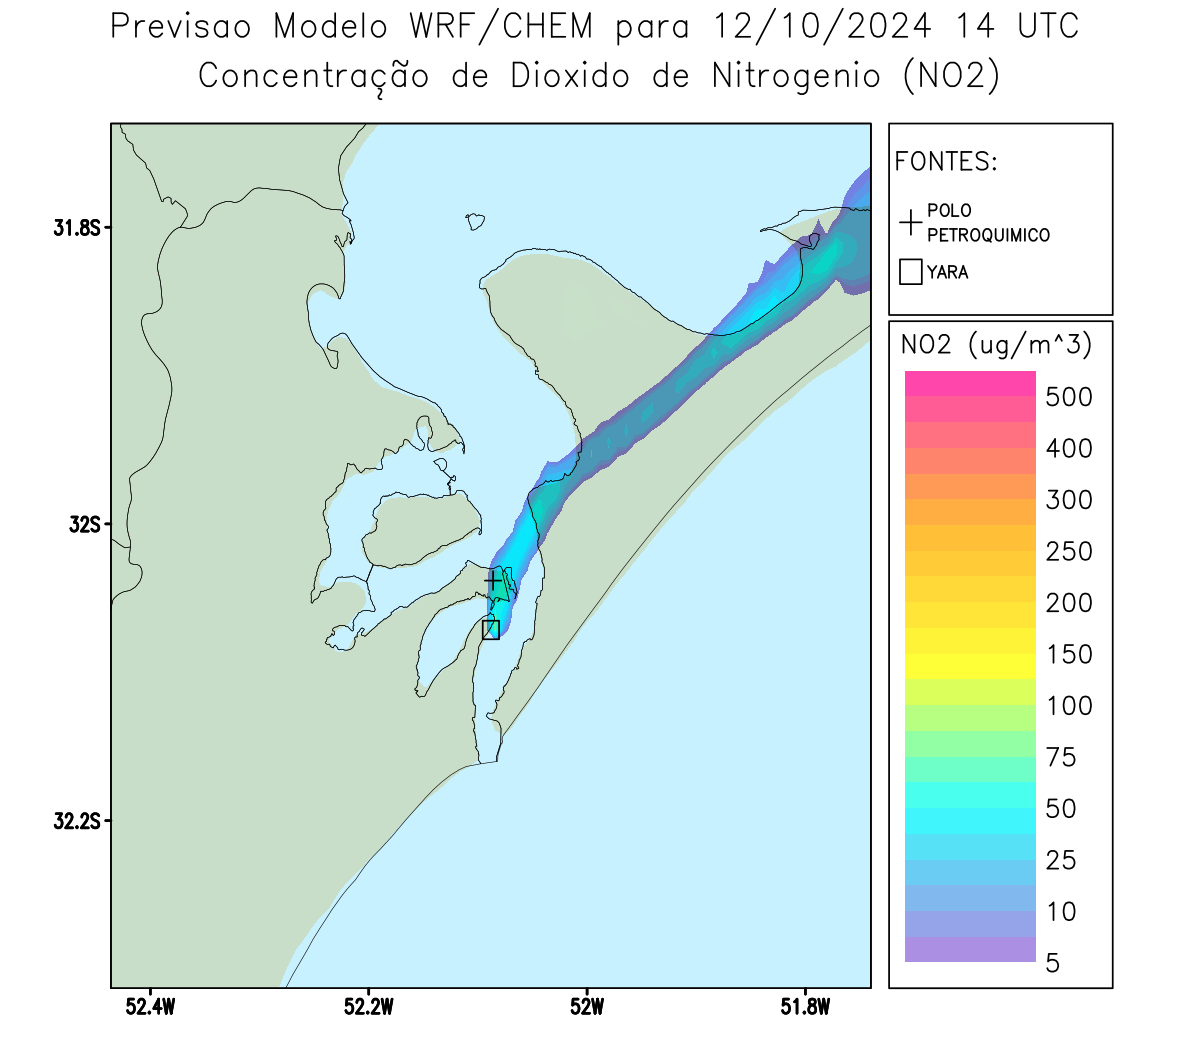 Previsao Modelo WRF/CHEM para 12/10/2024 14 UTC
Concentração de Dioxido de Nitrogenio (NO2)
FONTES:
POLO
PETROQUIMICO
YARA
31.8S
32S
32.2S
52.4W
52.2W
52W
51.8W
NO2 (ug/m^3)
500
400
300
250
200
150
100
75
50
25
10
5